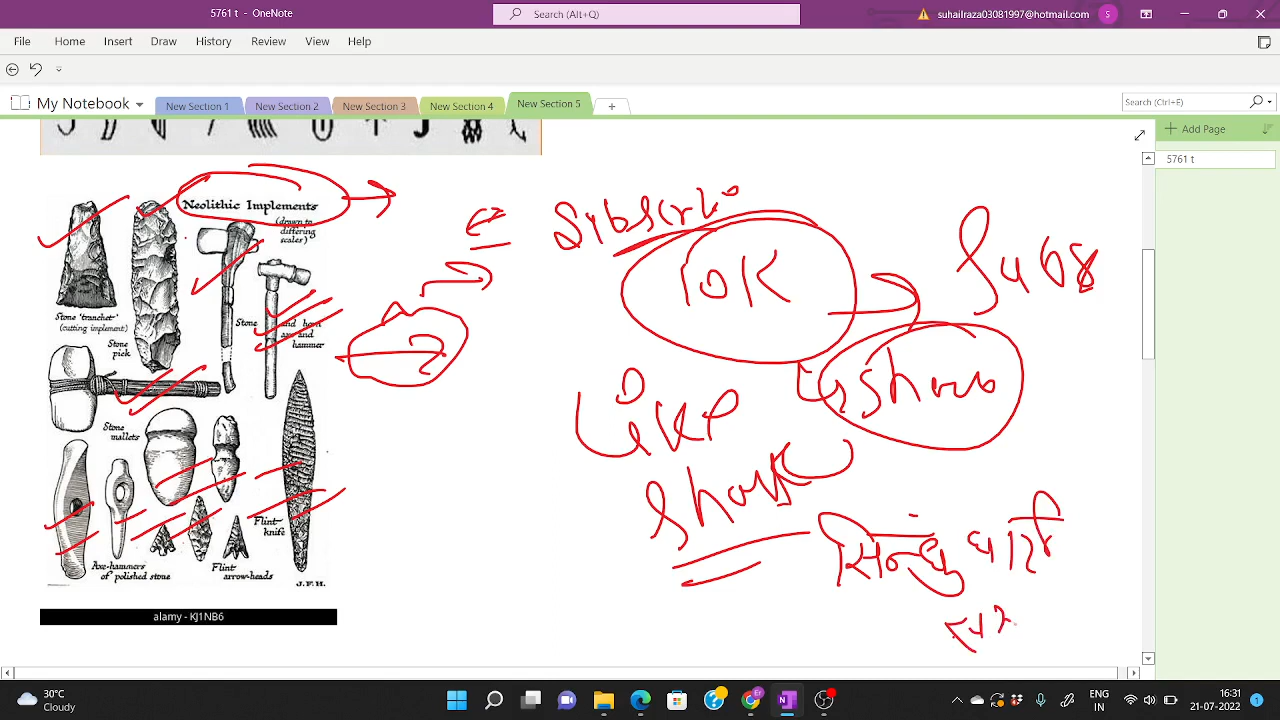 5761 t - OneNote
Search (Alt+Q)
suhailraza03081997@hotmail.com
S
File Home Insert Draw History Review View Help
My Notebook
New Section 1
New Section 2
New Section 3
New Section 4
New Section 5
Search (Ctrl+E)
Add Page
5761 t
Neolithic Implements
(drawn to
differing
scales)
Stone 'tranchet'
(cutting implement)
Stone
pick
Stone and horn
axe and
hammer
Stone
mallets
Flint-
knife
Axe-hammers
of polished stone
Flint
arrow-heads
J.F.H.
alamy - KJ1NB6
10K
Like
Share
सिन्धु घाटी
30°C
Cloudy
ENG
IN
18:39
21-07-2022